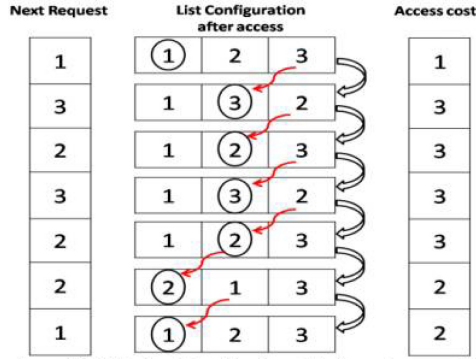 Next Request List Configuration after access Access cost
1 1 2 3 1
3 1 3 2 3
2 1 2 3 3
3 1 3 2 3
2 1 2 3 3
2 2 1 3 2
1 1 2 3 2